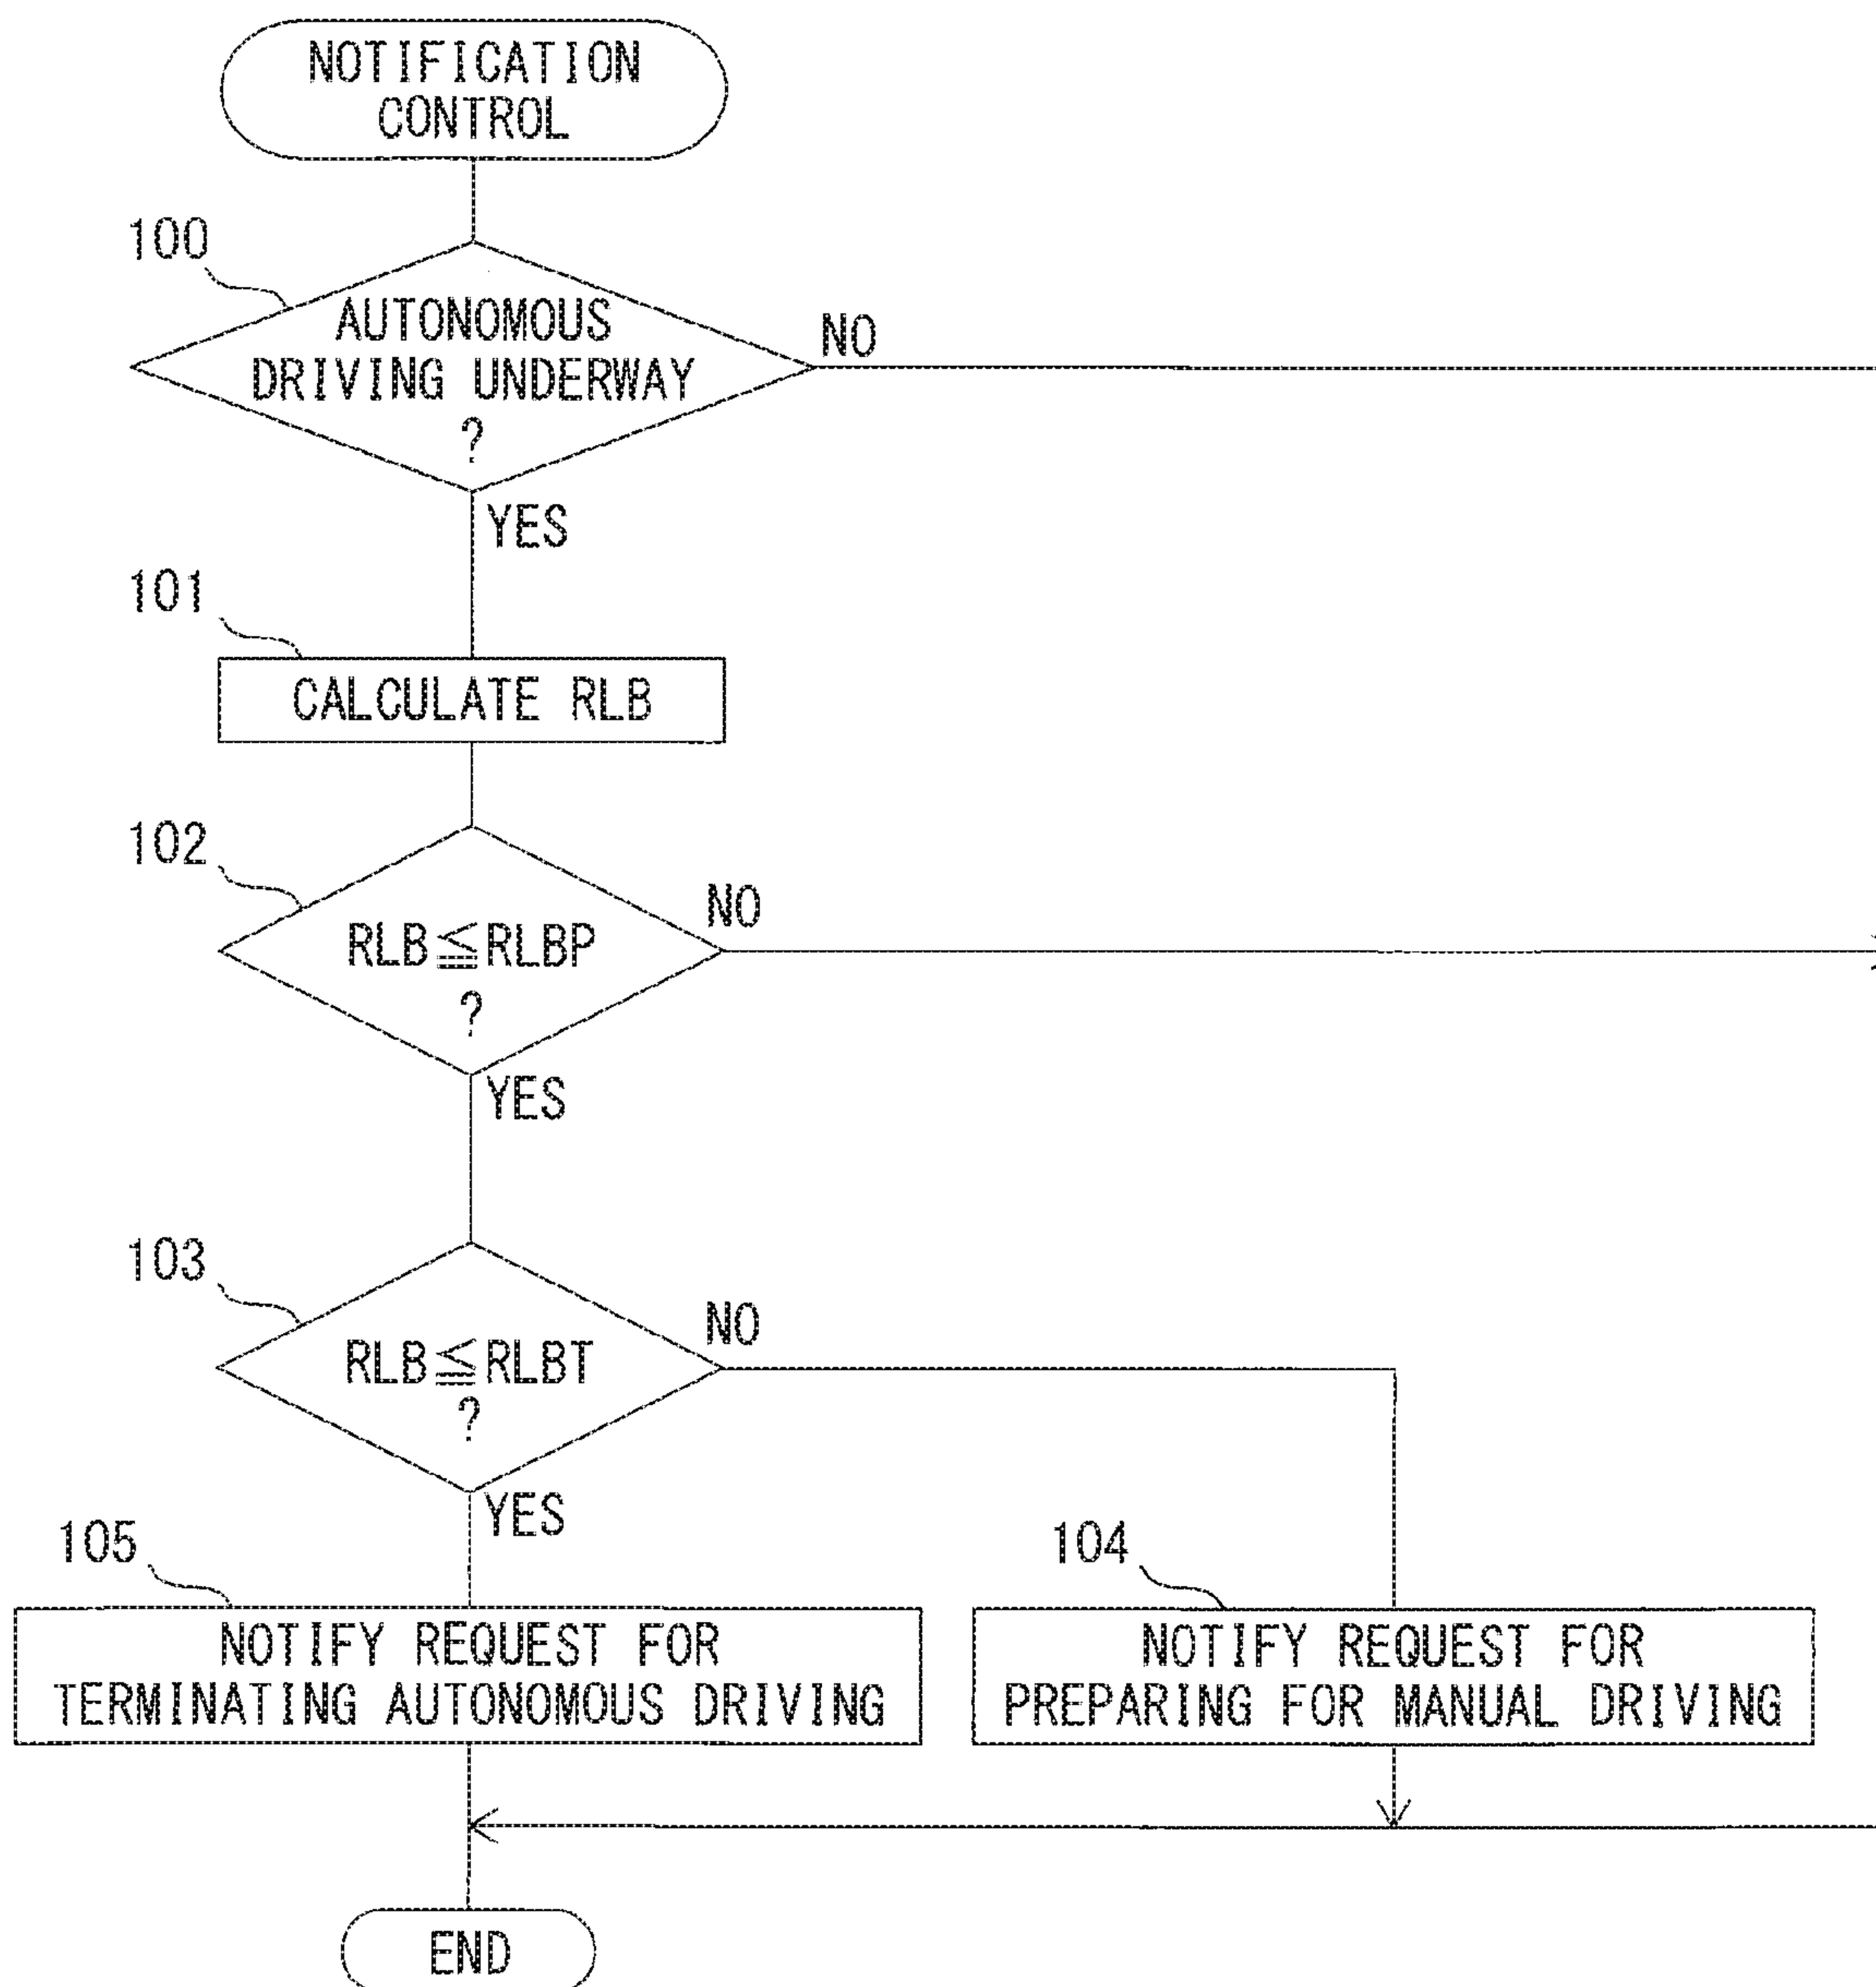 NOTIFICATION
CONTROL
100
AUTONOMOUS
DRIVING UNDERWAY
?
NO
YES
101
CALCULATE RLB
102
RLB≦RLBP
?
NO
YES
103
RLB≦RLBT
?
NO
YES
105
NOTIFY REQUEST FOR
TERMINATING AUTONOMOUS DRIVING
104
NOTIFY REQUEST FOR
PREPARING FOR MANUAL DRIVING
END